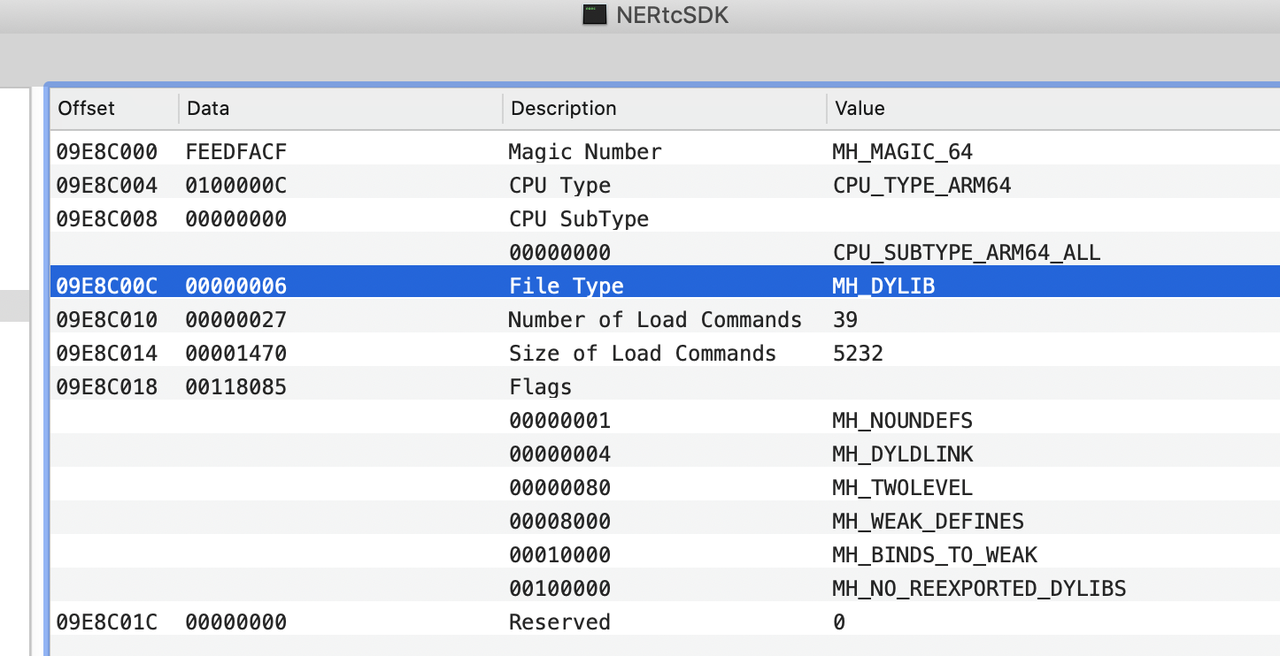 NERtcSDK
Offset Data Description Value
09E8C000 FEEDFACF Magic Number MH_MAGIC_64
09E8C004 0100000C CPU Type CPU_TYPE_ARM64
09E8C008 00000000 CPU SubType
00000000 CPU_SUBTYPE_ARM64_ALL
09E8C00C 00000006 File Type MH_DYLIB
09E8C010 00000027 Number of Load Commands 39
09E8C014 00001470 Size of Load Commands 5232
09E8C018 00118085 Flags
00000001 MH_NOUNDEFS
00000004 MH_DYLDLINK
00000080 MH_TWOLEVEL
00008000 MH_WEAK_DEFINES
00010000 MH_BINDS_TO_WEAK
00100000 MH_NO_REEXPORTED_DYLIBS
09E8C01C 00000000 Reserved 0